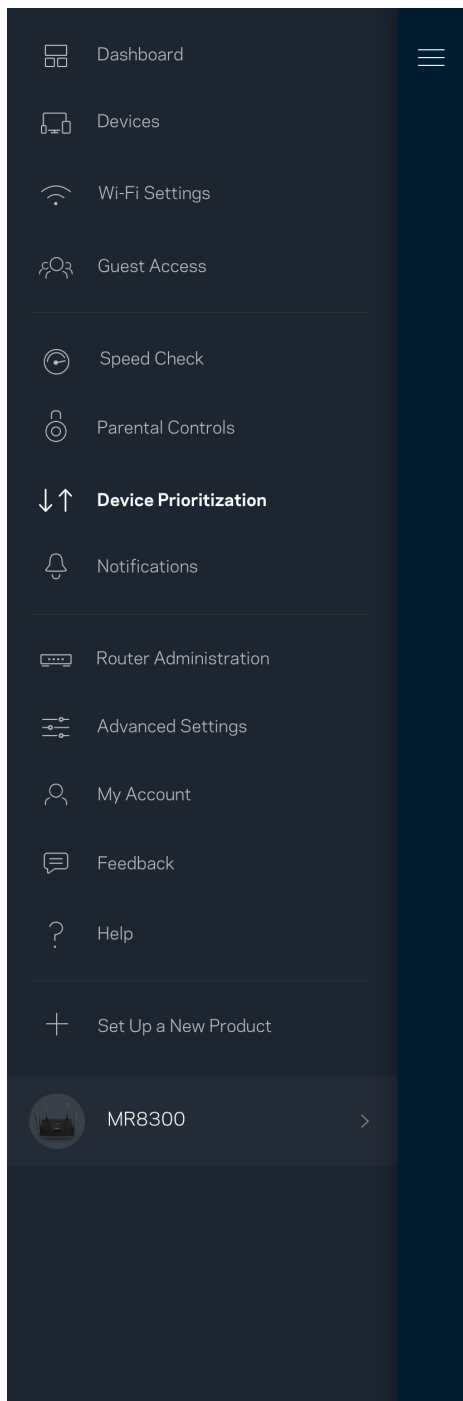 Dashboard
Devices
Wi-Fi Settings
Guest Access
Speed Check
Parental Controls
Device Prioritization
Notifications
Router Administration
Advanced Settings
My Account
Feedback
Help
Set Up a New Product
MR8300